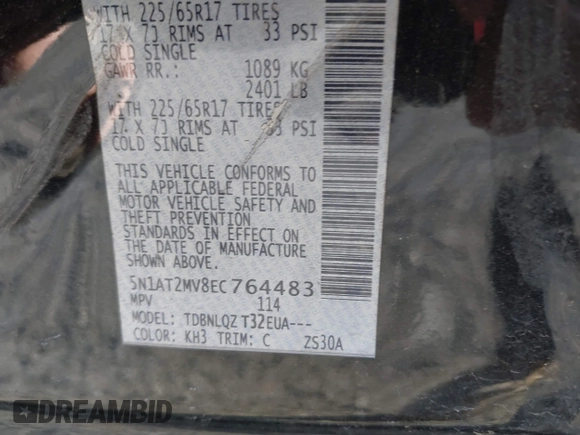 WITH 225/65R17 TIRES
17 X 7J RIMS AT 33 PSI
COLD SINGLE
GAWR RR.: 1089 KG
2401 LB
WITH 225/65R17 TIRES
17 X 7J RIMS AT 33 PSI
COLD SINGLE
THIS VEHICLE CONFORMS TO
ALL APPLICABLE FEDERAL
MOTOR VEHICLE SAFETY AND
THEFT PREVENTION
STANDARDS IN EFFECT ON
THE DATE OF MANUFACTURE
SHOWN ABOVE.
5N1AT2MV8EC764483
MPV 114
MODEL: TDBNLQZ T32EUA---
COLOR: KH3 TRIM: C ZS30A
DREAMBID